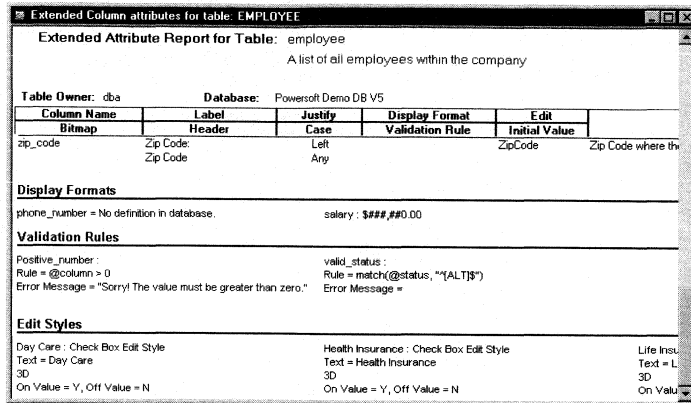 Extended Column attributes for table: EMPLOYEE
Extended Attribute Report for Table: employee
A list of all employees within the company
Table Owner: dba Database: Powersoft Demo DB V5
Column Name Label Justify Display Format Edit
Bitmap Header Case Validation Rule Initial Value
zip_code Zip Code: Left ZipCode Zip Code where the
Zip Code Any
Display Formats
phone_number = No definition in database. salary : $###,##0.00
Validation Rules
Positive_number : valid_status :
Rule = @column > 0 Rule = match(@status, "^[ALT]$")
Error Message = "Sorry! The value must be greater than zero." Error Message =
Edit Styles
Day Care : Check Box Edit Style Health Insurance : Check Box Edit Style Life Insu
Text = Day Care Text = Health Insurance Text = L
3D 3D 3D
On Value = Y, Off Value = N On Value = Y, Off Value = N On Valu